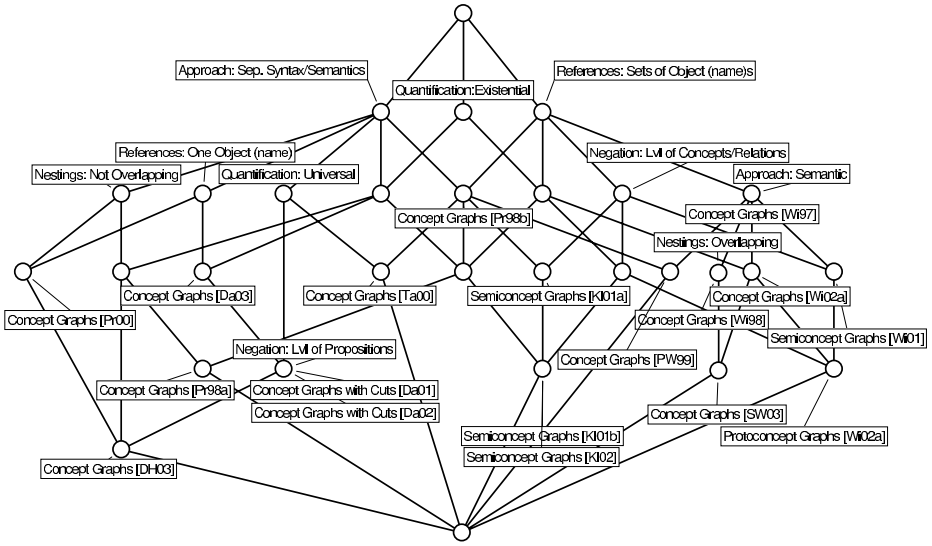 Approach: Sep. Syntax/Semantics
References: Sets of Object (name)s
Quantification:Existential
References: One Object (name)
Negation: Lvl of Concepts/Relations
Nestings: Not Overlapping
Quantification: Universal
Approach: Semantic
Concept Graphs [Pr98b]
Concept Graphs [Wi97]
Nestings: Overlapping
Concept Graphs [Da03]
Concept Graphs [Ta00]
Semiconcept Graphs [Kl01a]
Concept Graphs [Wi02a]
Concept Graphs [Pr00]
Concept Graphs [Wi98]
Semiconcept Graphs [Wi01]
Negation: Lvl of Propositions
Concept Graphs [PW99]
Concept Graphs [Pr98a]
Concept Graphs with Cuts [Da01]
Concept Graphs with Cuts [Da02]
Concept Graphs [SW03]
Semiconcept Graphs [Kl01b]
Protoconcept Graphs [Wi02a]
Semiconcept Graphs [Kl02]
Concept Graphs [DH03]